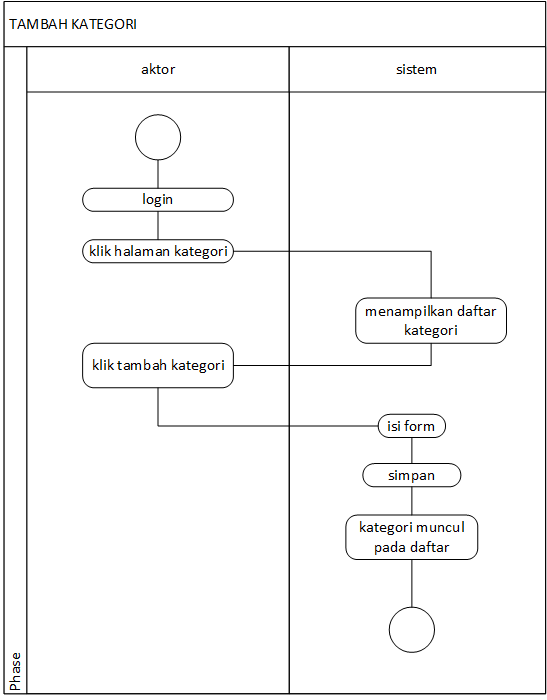 TAMBAH KATEGORI
aktor
sistem
login
klik halaman kategori
menampilkan daftar
kategori
klik tambah kategori
isi form
simpan
kategori muncul
pada daftar
Phase